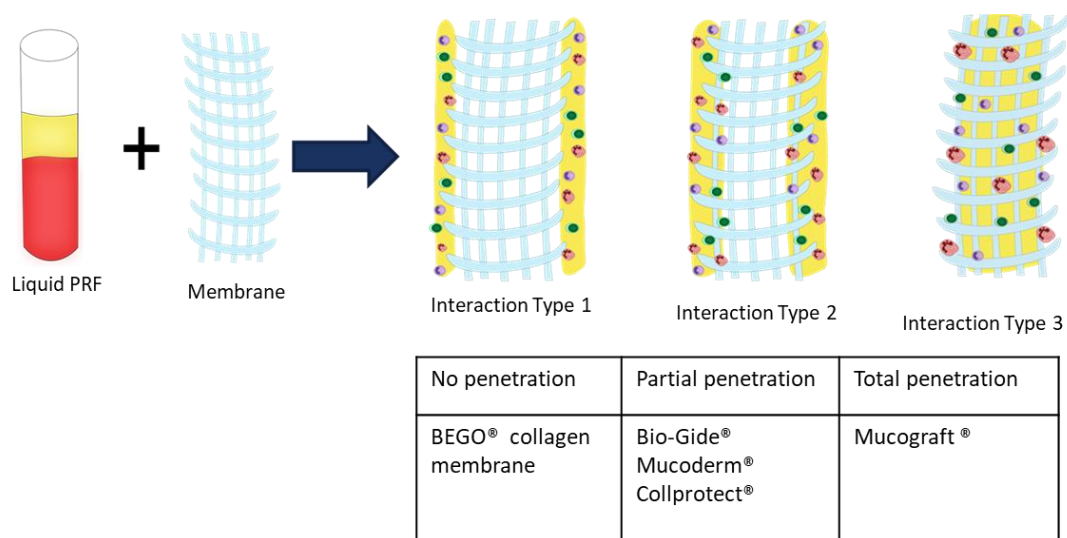 +
Liquid PRF
Membrane
Interaction Type 1
Interaction Type 2
Interaction Type 3
No penetration
Partial penetration
Total penetration
BEGO® collagen
membrane
Bio-Gide®
Mucoderm®
Collprotect®
Mucograft ®